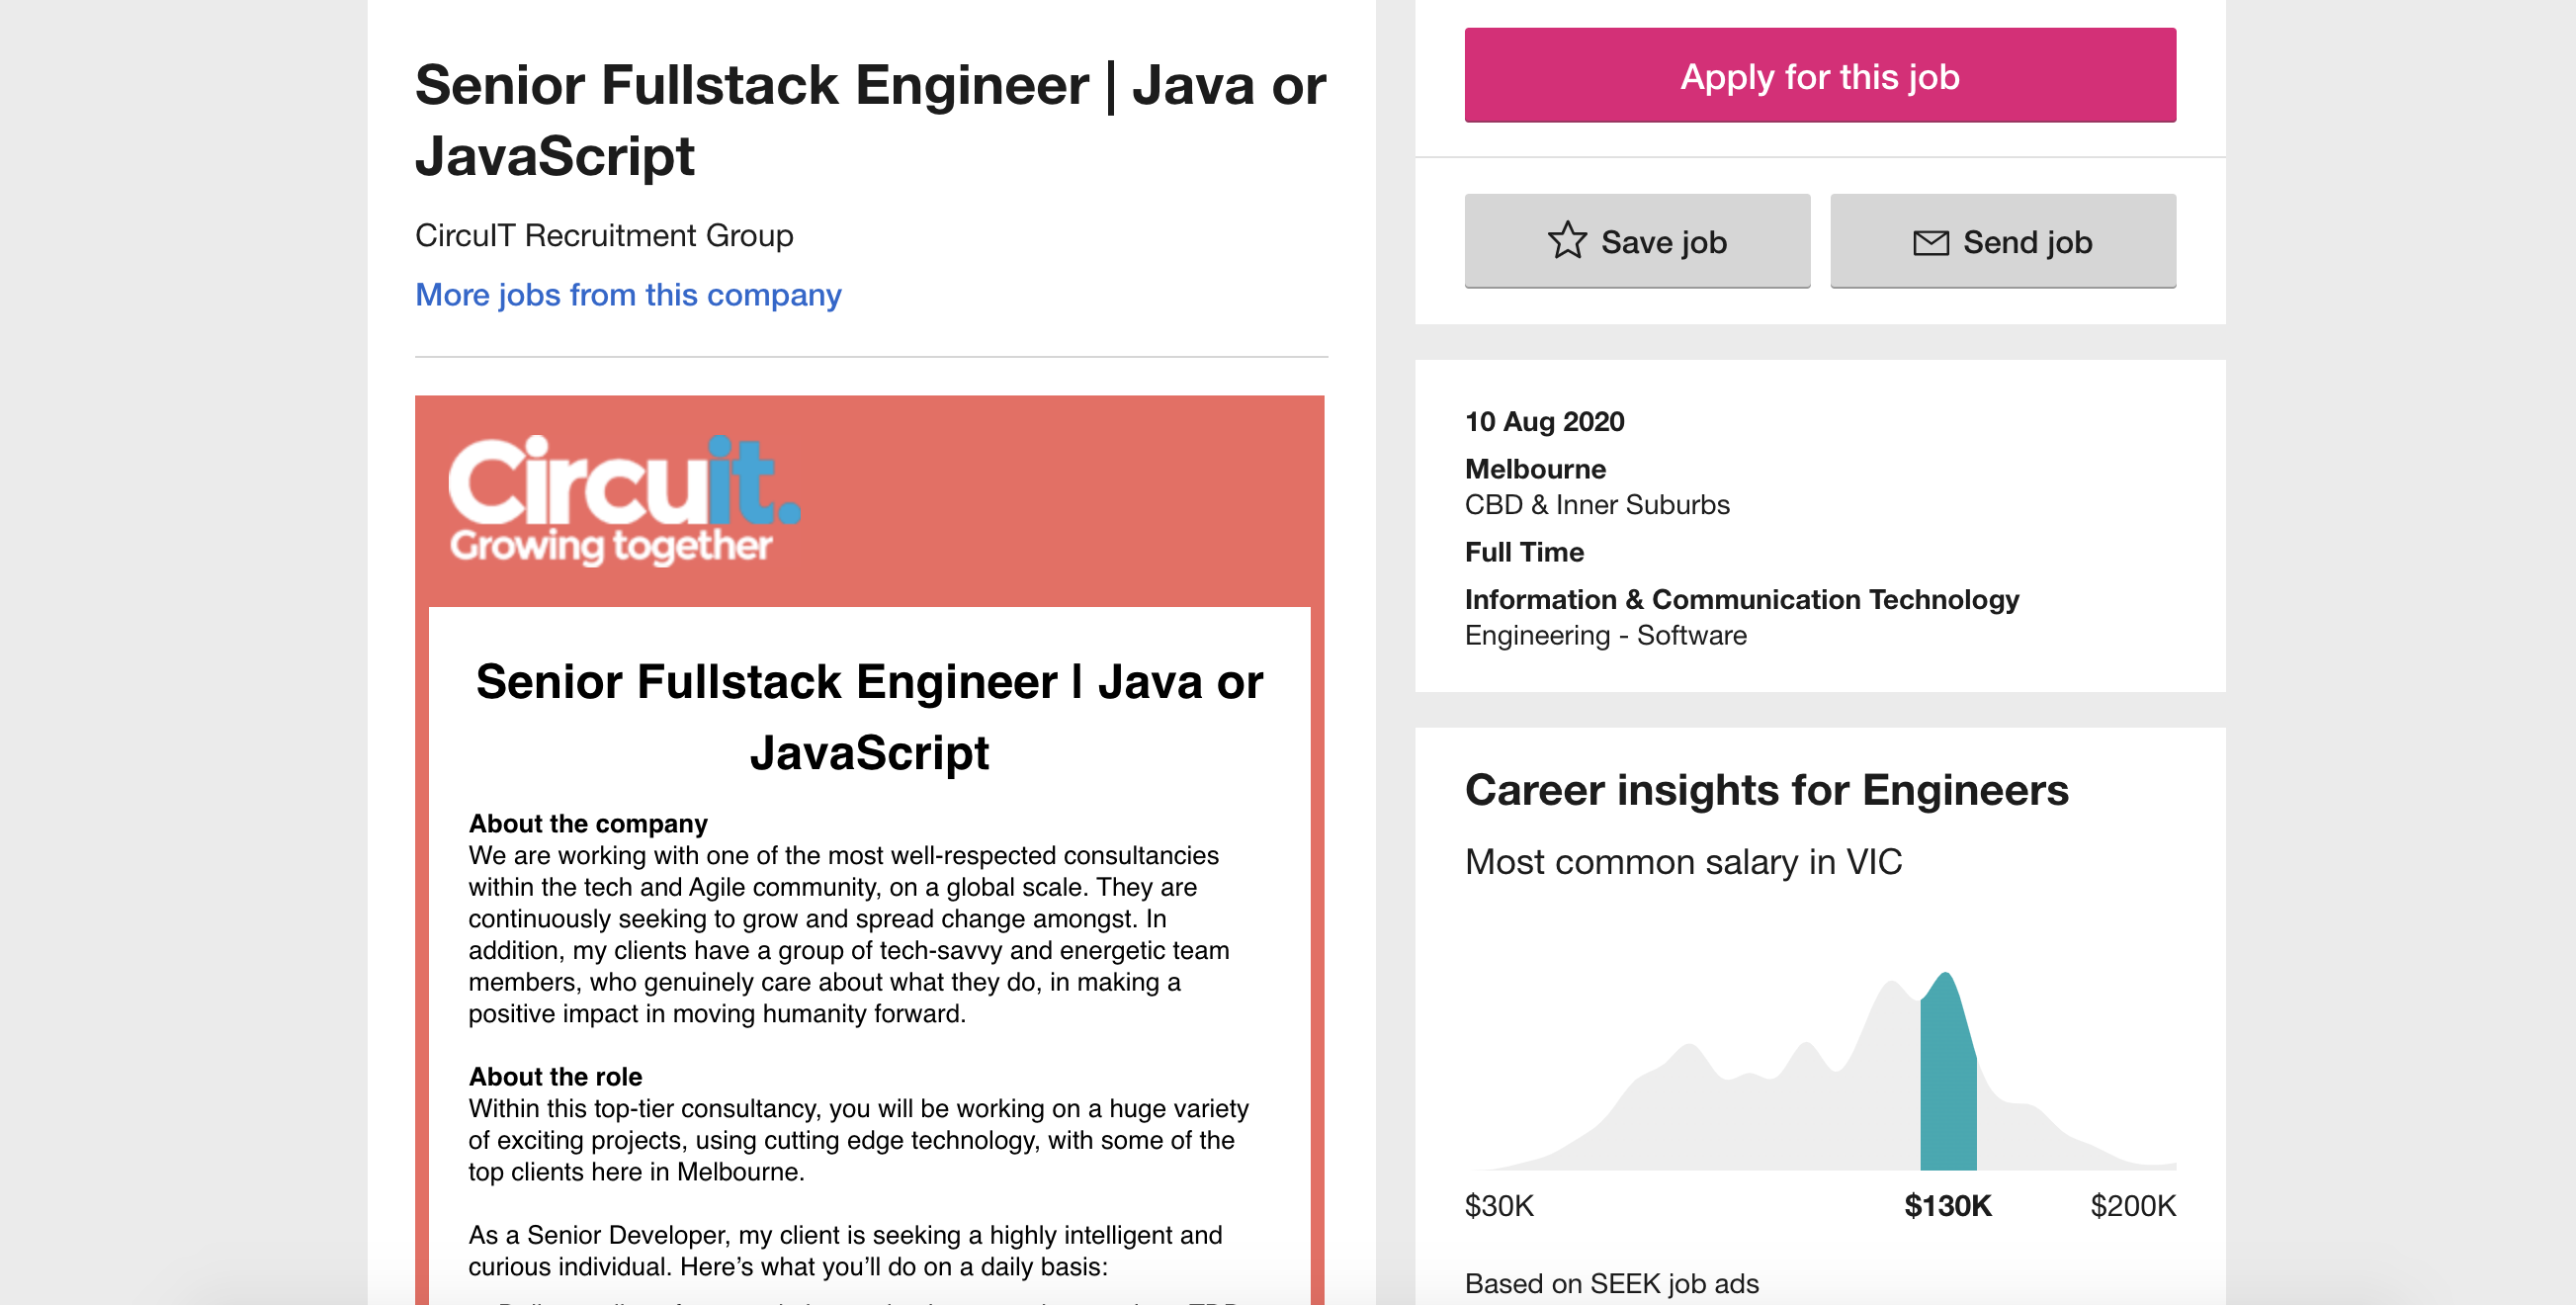 Senior Fullstack Engineer | Java or
JavaScript
CircuIT Recruitment Group
More jobs from this company
Circuit.
Growing together
Senior Fullstack Engineer l Java or
JavaScript
About the company
We are working with one of the most well-respected consultancies
within the tech and Agile community, on a global scale. They are
continuously seeking to grow and spread change amongst. In
addition, my clients have a group of tech-savvy and energetic team
members, who genuinely care about what they do, in making a
positive impact in moving humanity forward.
About the role
Within this top-tier consultancy, you will be working on a huge variety
of exciting projects, using cutting edge technology, with some of the
top clients here in Melbourne.
As a Senior Developer, my client is seeking a highly intelligent and
curious individual. Here’s what you’ll do on a daily basis:
Apply for this job
Save job
Send job
10 Aug 2020
Melbourne
CBD & Inner Suburbs
Full Time
Information & Communication Technology
Engineering - Software
Career insights for Engineers
Most common salary in VIC
$30K
$130K
$200K
Based on SEEK job ads